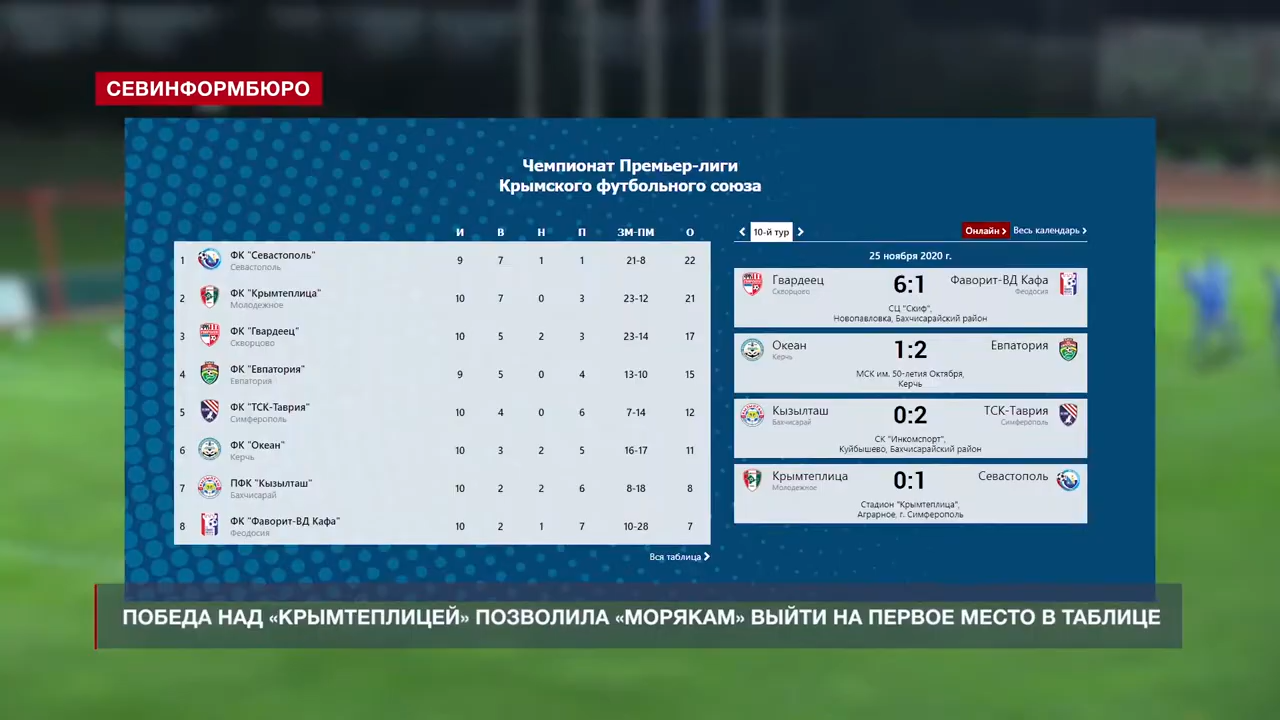 СЕВИНФОРМБЮРО
Чемпионат Премьер-лиги
Крымского футбольного союза
И В Н П ЗМ-ПМ О
1 ФК "Севастополь" 9 7 1 1 21-8 22
Севастополь
2 ФК "Крымтеплица" 10 7 0 3 23-12 21
Молодежное
3 ФК "Гвардеец" 10 5 2 3 23-14 17
Скворцово
4 ФК "Евпатория" 9 5 0 4 13-10 15
Евпатория
5 ФК "ТСК-Таврия" 10 4 0 6 7-14 12
Симферополь
6 ФК "Океан" 10 3 2 5 16-17 11
Керчь
7 ПФК "Кызылташ" 10 2 2 6 8-18 8
Бахчисарай
8 ФК "Фаворит-ВД Кафа" 10 2 1 7 10-28 7
Феодосия
Вся таблица
10-й тур Онлайн Весь календарь
25 ноября 2020 г.
Гвардеец 6:1 Фаворит-ВД Кафа
Скворцово Феодосия
СЦ "Скиф",
Новопавловка, Бахчисарайский район
Океан 1:2 Евпатория
Керчь
МСК им. 50-летия Октября,
Керчь
Кызылташ 0:2 ТСК-Таврия
Бахчисарай Симферополь
СК "Инкомспорт",
Куйбышево, Бахчисарайский район
Крымтеплица 0:1 Севастополь
Молодежное
Стадион "Крымтеплица",
Аграрное, г. Симферополь
ПОБЕДА НАД «КРЫМТЕПЛИЦЕЙ» ПОЗВОЛИЛА «МОРЯКАМ» ВЫЙТИ НА ПЕРВОЕ МЕСТО В ТАБЛИЦЕ